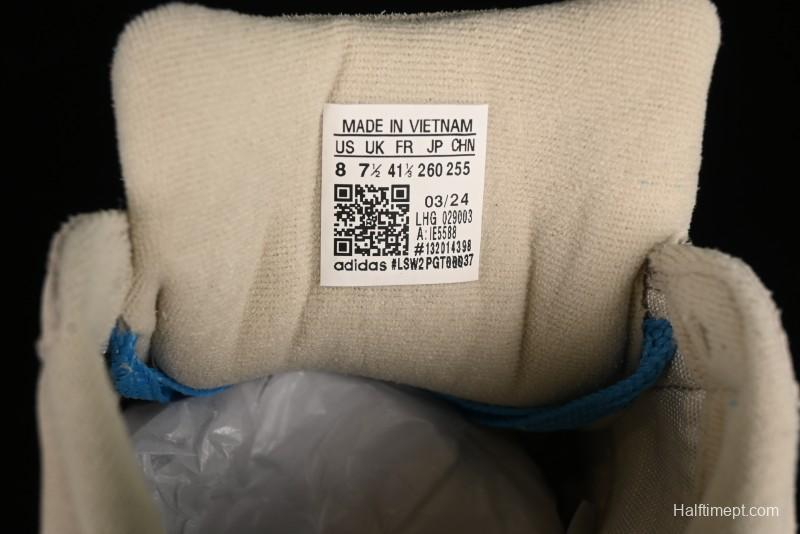 MADE IN VIETNAM
US UK FR JP CHN
8 7½ 41⅓ 260 255
03/24
LHG 029003
A: IE5588
#132014398
adidas #LSW2PGT08037
Halftimept.com